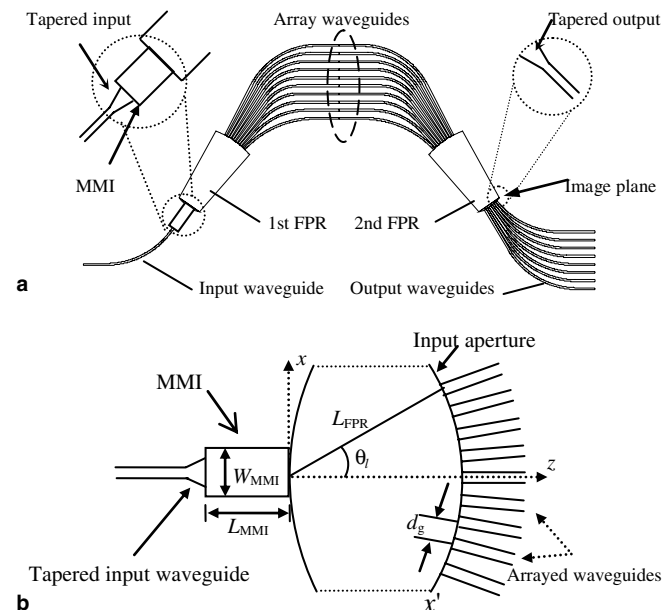 Tapered input
Array waveguides
Tapered output
MMI
1st FPR
2nd FPR
Image plane
Input waveguide
Output waveguides
a
Input aperture
x
MMI
L_FPR
θ_l
z
W_MMI
L_MMI
d_g
Tapered input waveguide
Arrayed waveguides
x'
b